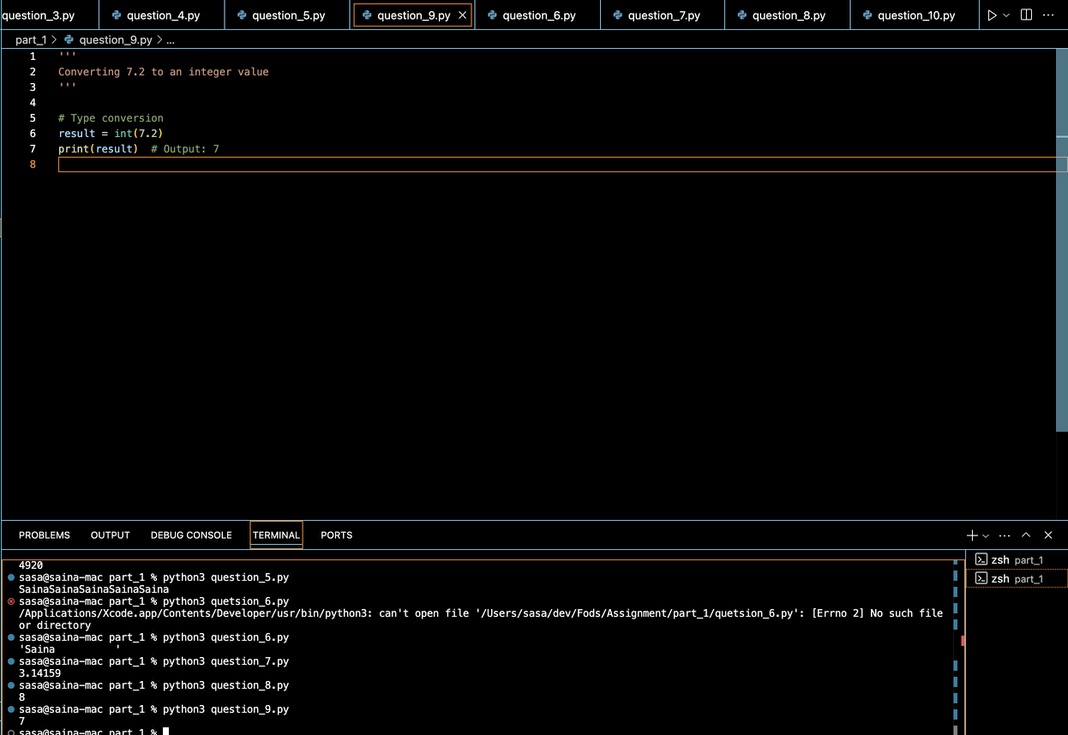 question_3.py question_4.py question_5.py question_9.py question_6.py question_7.py question_8.py question_10.py
part_1 > question_9.py > ...
1 '''
2 Converting 7.2 to an integer value
3 '''
4
5 # Type conversion
6 result = int(7.2)
7 print(result)  # Output: 7
8
PROBLEMS OUTPUT DEBUG CONSOLE TERMINAL PORTS
4920
sasa@saina-mac part_1 % python3 question_5.py
SainaSainaSainaSainaSaina
sasa@saina-mac part_1 % python3 quetsion_6.py
/Applications/Xcode.app/Contents/Developer/usr/bin/python3: can't open file '/Users/sasa/dev/Fods/Assignment/part_1/quetsion_6.py': [Errno 2] No such file
or directory
sasa@saina-mac part_1 % python3 question_6.py
'Saina          '
sasa@saina-mac part_1 % python3 question_7.py
3.14159
sasa@saina-mac part_1 % python3 question_8.py
8
sasa@saina-mac part_1 % python3 question_9.py
7
sasa@saina-mac part_1 %
zsh part_1
zsh part_1